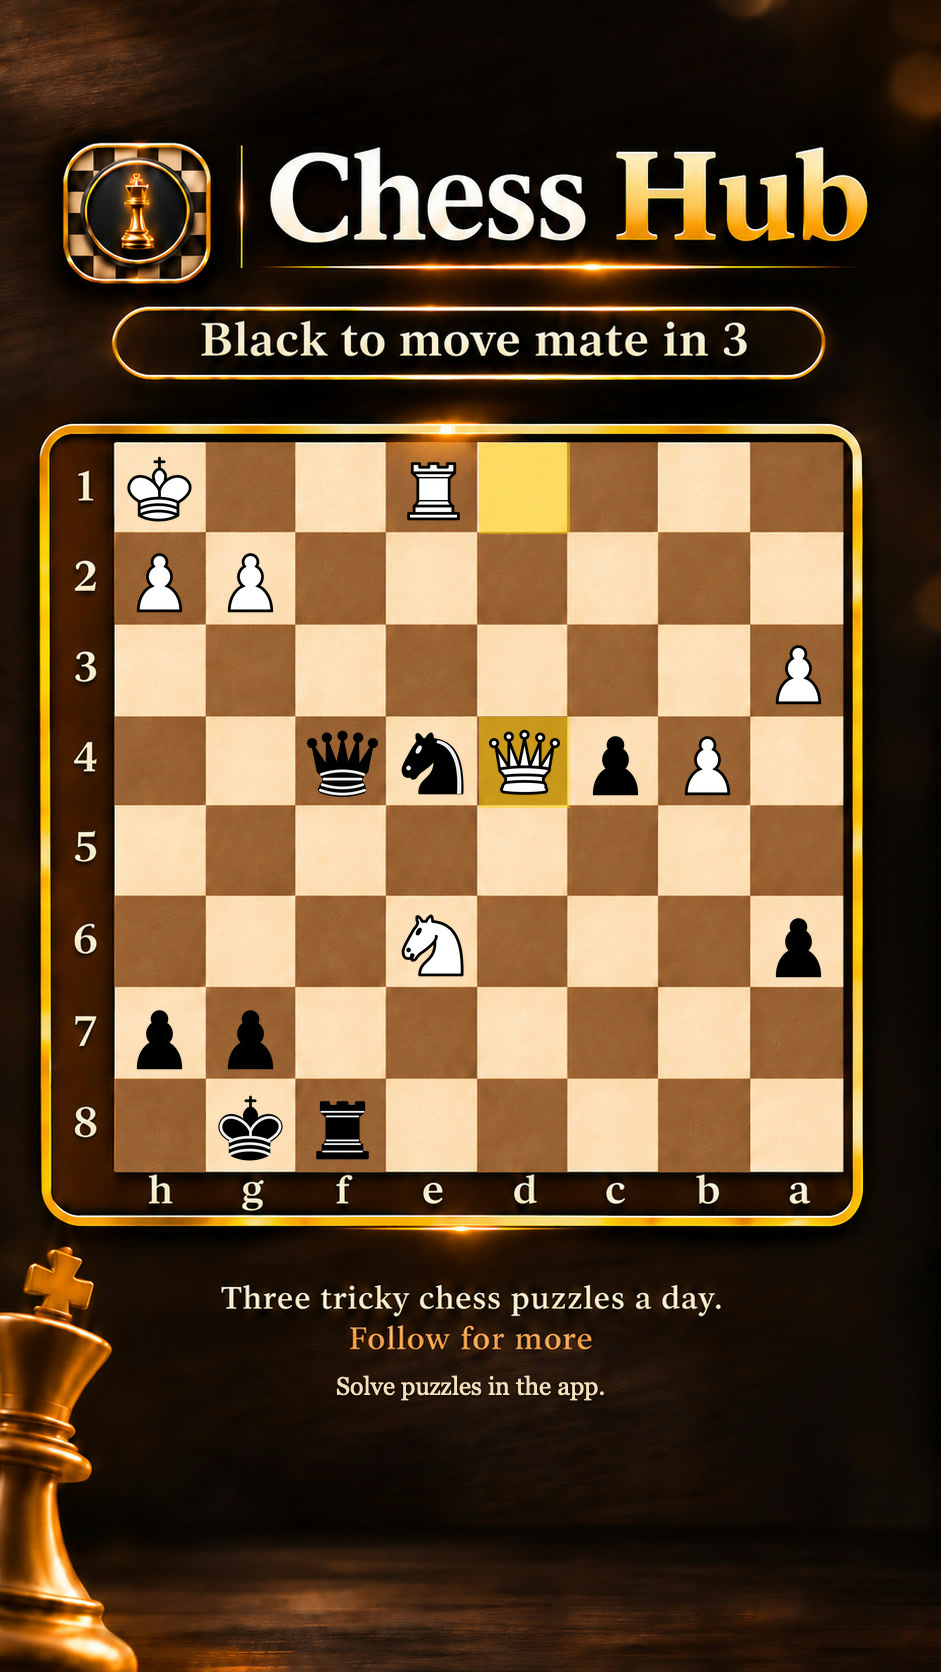 Chess Hub
Black to move mate in 3
1
2
3
4
5
6
7
8
h g f e d c b a
Three tricky chess puzzles a day.
Follow for more
Solve puzzles in the app.